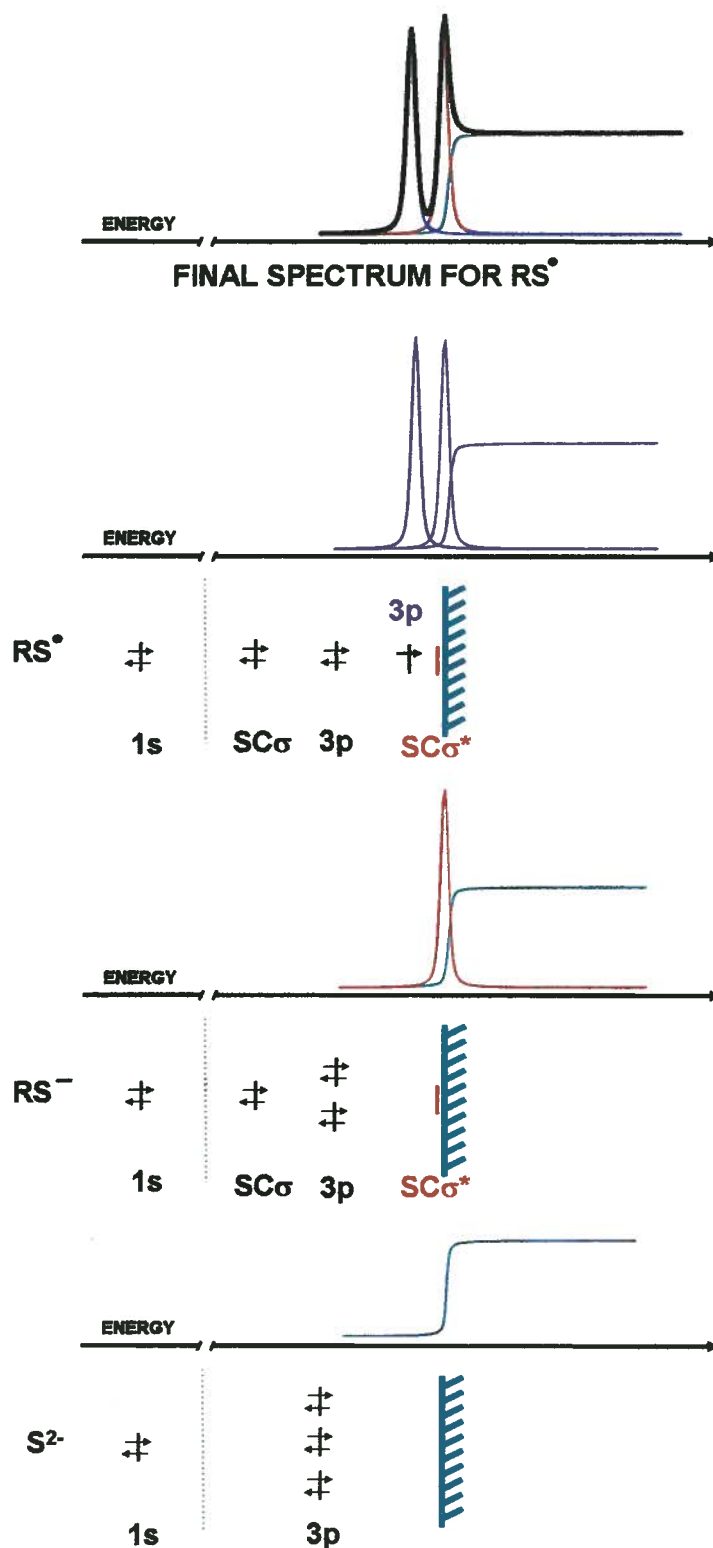 ENERGY
FINAL SPECTRUM FOR RS•
ENERGY
3p
RS•
1s SCσ 3p SCσ*
ENERGY
RS−
1s SCσ 3p SCσ*
ENERGY
S²⁻
1s 3p